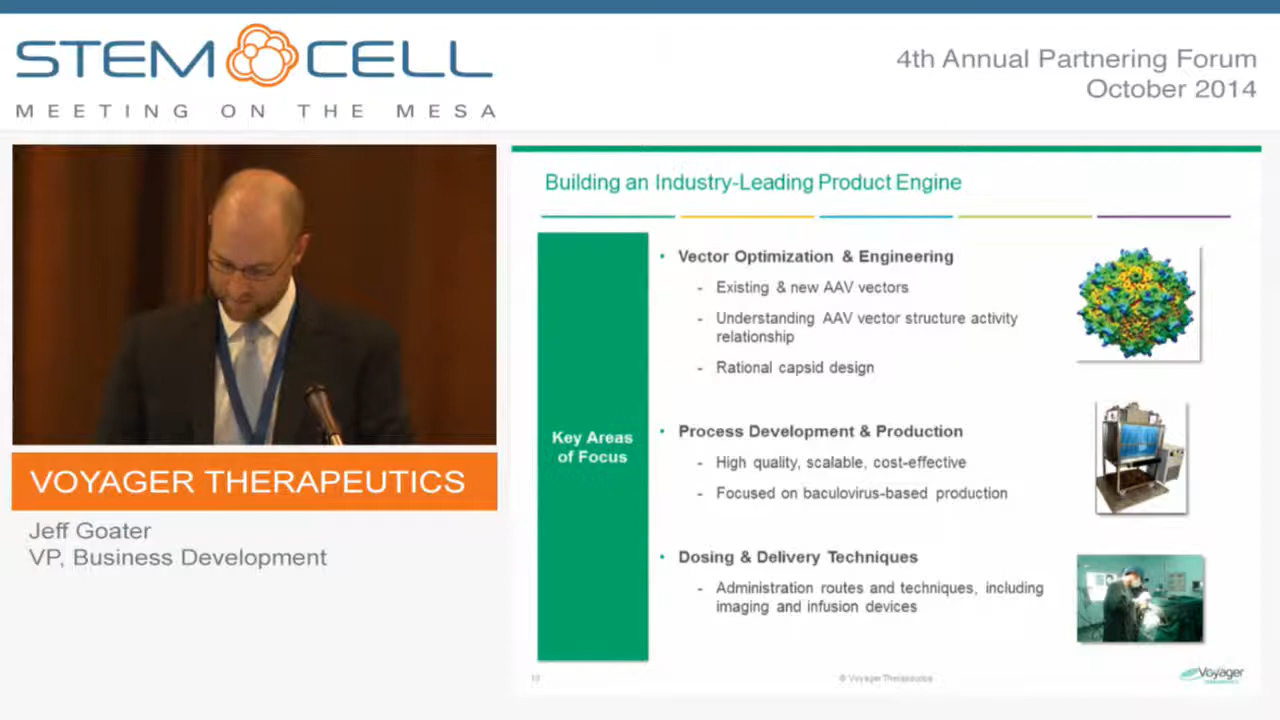 STEM CELL
MEETING ON THE MESA
4th Annual Partnering Forum
October 2014
VOYAGER THERAPEUTICS
Jeff Goater
VP, Business Development
Building an Industry-Leading Product Engine
Key Areas
of Focus
• Vector Optimization & Engineering
- Existing & new AAV vectors
- Understanding AAV vector structure activity
relationship
- Rational capsid design
• Process Development & Production
- High quality, scalable, cost-effective
- Focused on baculovirus-based production
• Dosing & Delivery Techniques
- Administration routes and techniques, including
imaging and infusion devices
© Voyager Therapeutics
Voyager